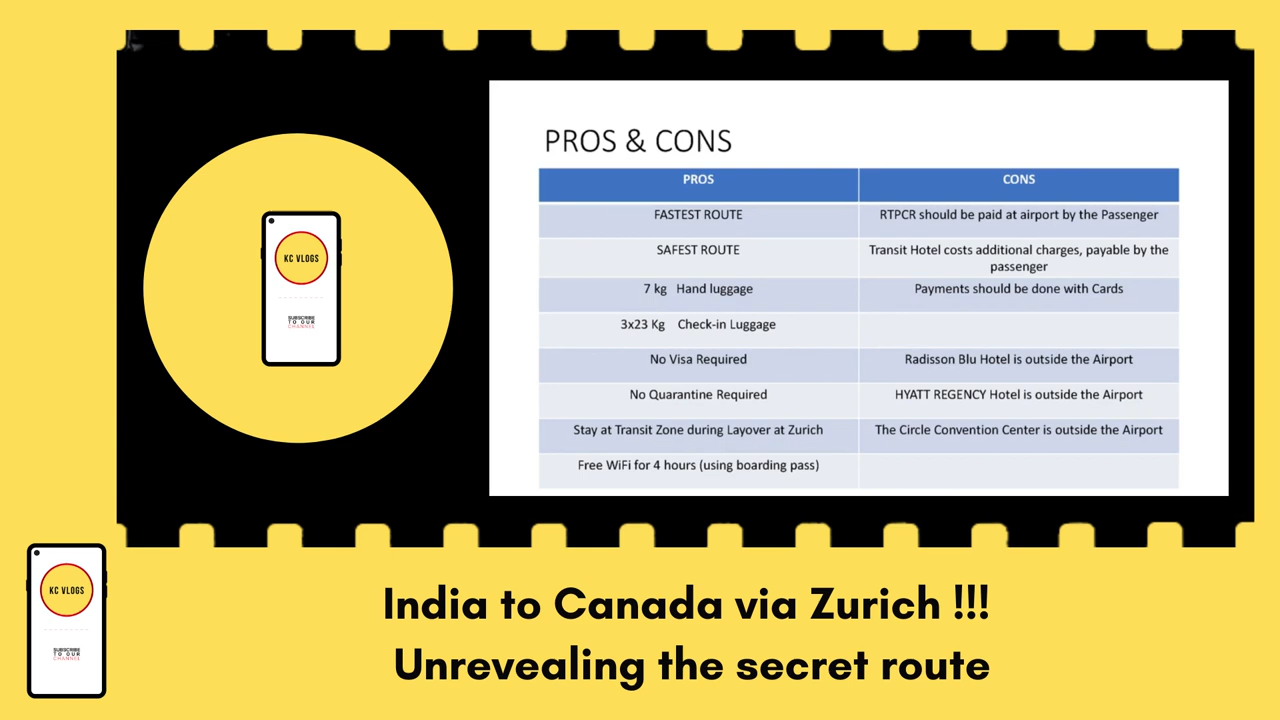 PROS & CONS
PROS CONS
FASTEST ROUTE RTPCR should be paid at airport by the Passenger
SAFEST ROUTE Transit Hotel costs additional charges, payable by the
passenger
7 kg Hand luggage Payments should be done with Cards
3x23 Kg Check-in Luggage
No Visa Required Radisson Blu Hotel is outside the Airport
No Quarantine Required HYATT REGENCY Hotel is outside the Airport
Stay at Transit Zone during Layover at Zurich The Circle Convention Center is outside the Airport
Free WiFi for 4 hours (using boarding pass)
KC VLOGS
SUBSCRIBE
TO OUR
CHANNEL
KC VLOGS
SUBSCRIBE
TO OUR
CHANNEL
India to Canada via Zurich !!!
Unrevealing the secret route